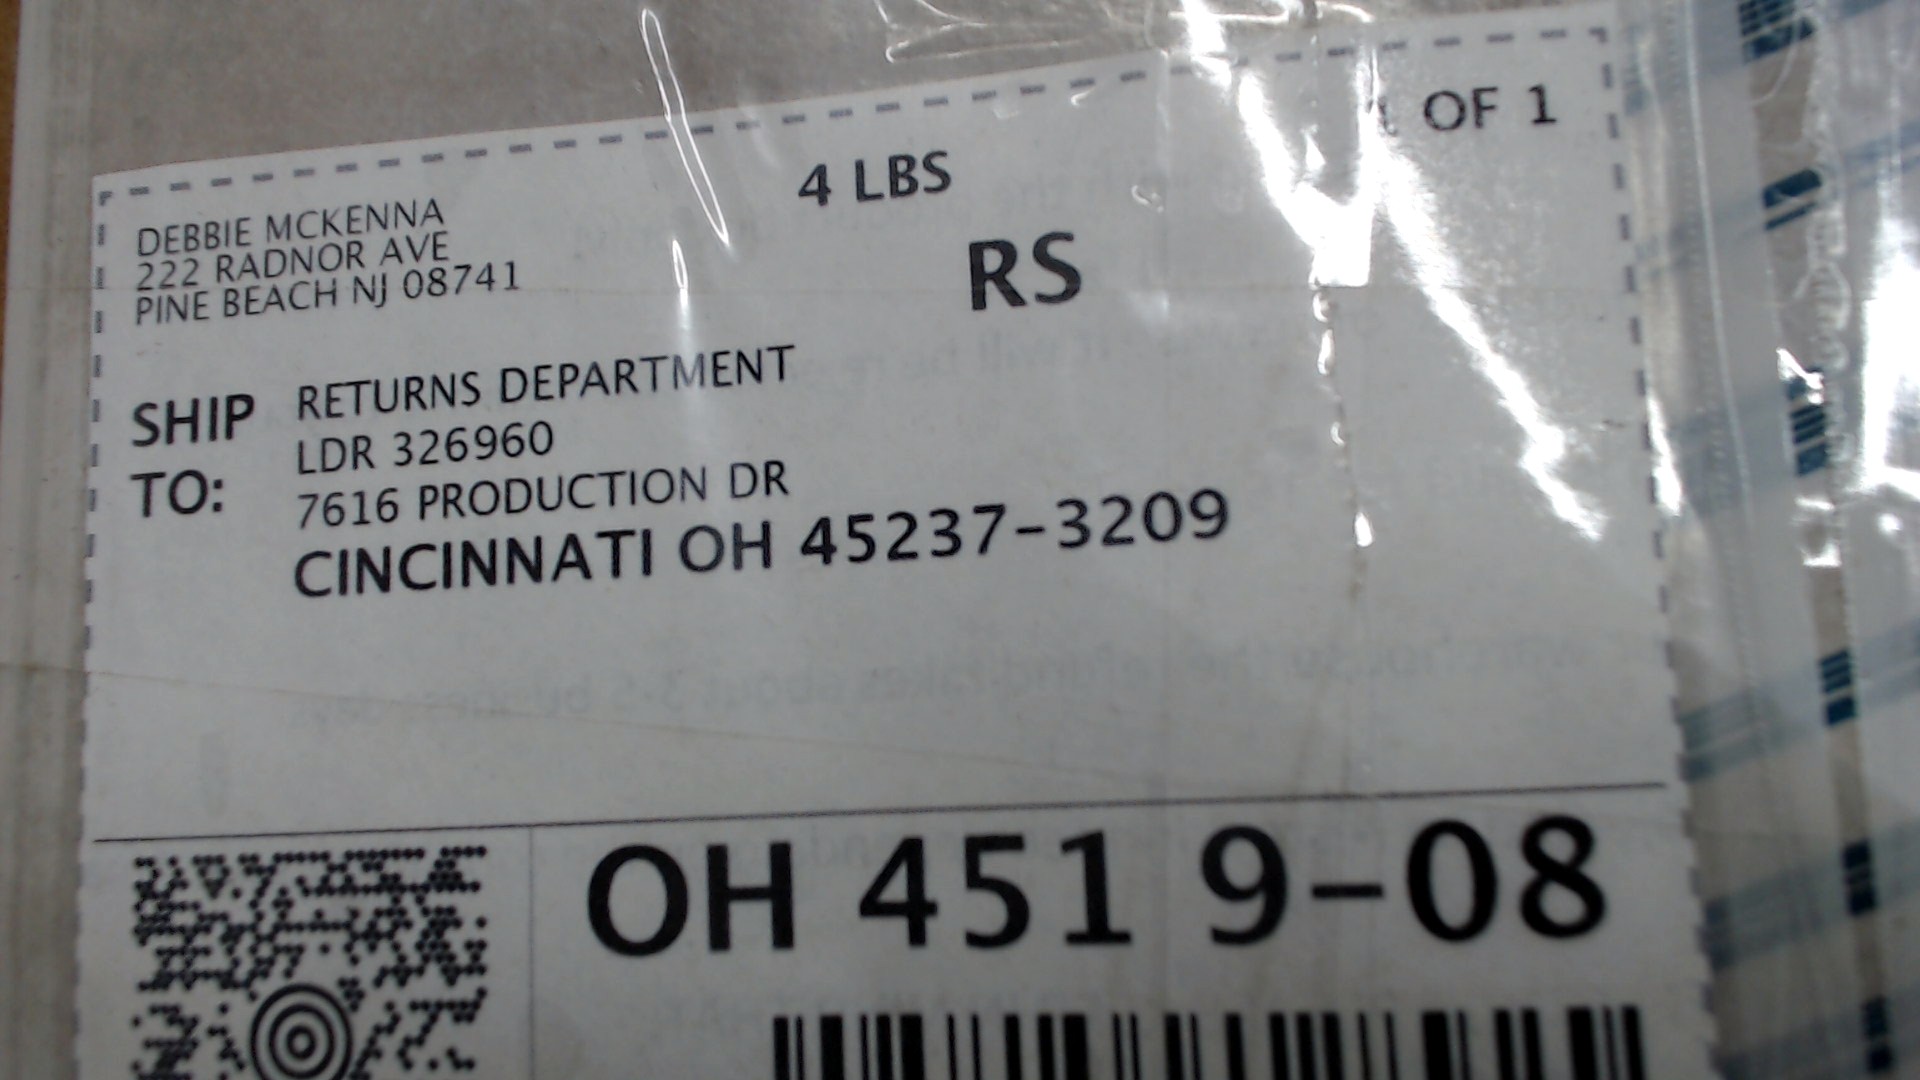 4 LBS
1 OF 1
DEBBIE MCKENNA
222 RADNOR AVE
PINE BEACH NJ 08741
RS
SHIP TO:
RETURNS DEPARTMENT
LDR 326960
7616 PRODUCTION DR
CINCINNATI OH 45237-3209
OH 451 9-08